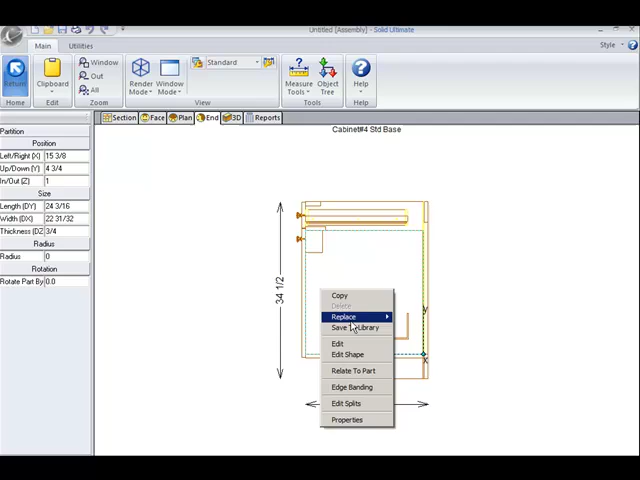 Untitled [Assembly] - Solid Ultimate
Main
Utilities
Style
Return
Home
Clipboard
Edit
Window
Out
All
Zoom
Render Mode
Window Mode
Standard
View
Measure Tools
Object Tree
Tools
Help
Help
Section
Face
Plan
End
3D
Reports
Partition
Position
Left/Right (X) 15 3/8
Up/Down (Y) 4 3/4
In/Out (Z) 1
Size
Length (DY) 24 3/16
Width (DX) 22 31/32
Thickness (DZ 3/4
Radius
Radius 0
Rotation
Rotate Part By 0.0
Cabinet#4 Std Base
34 1/2
Y
X
Copy
Delete
Replace
Save To Library
Edit
Edit Shape
Relate To Part
Edge Banding
Edit Splits
Properties